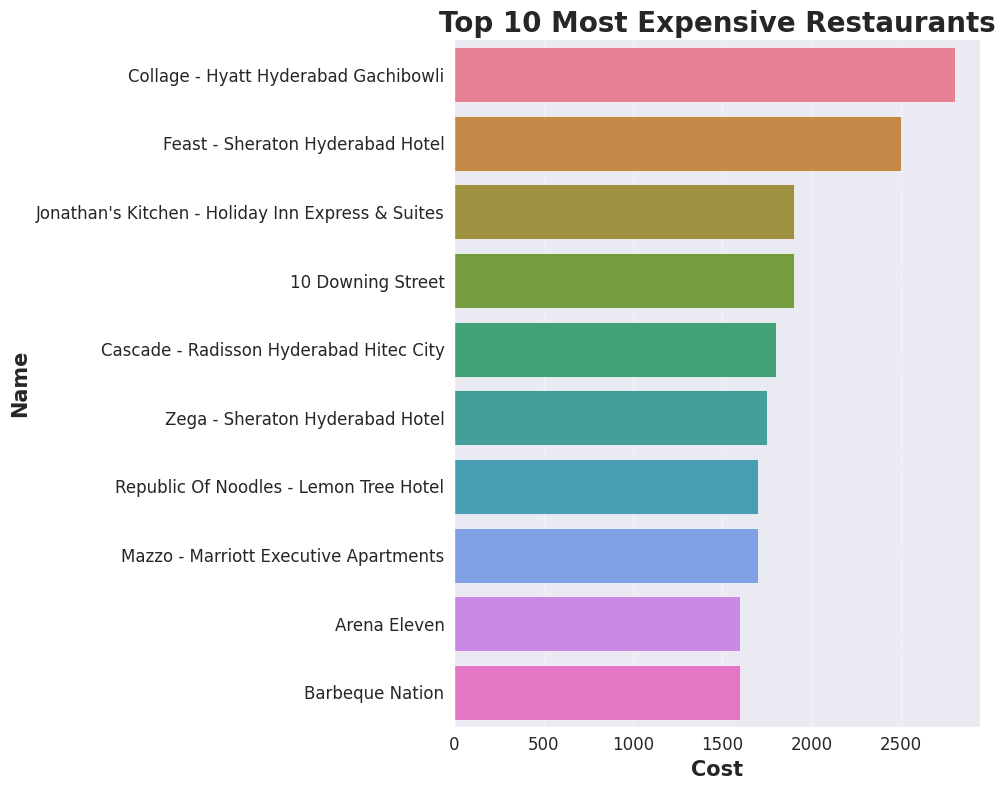 Top 10 Most Expensive Restaurants
Collage - Hyatt Hyderabad Gachibowli
Feast - Sheraton Hyderabad Hotel
Jonathan's Kitchen - Holiday Inn Express & Suites
10 Downing Street
Cascade - Radisson Hyderabad Hitec City
Zega - Sheraton Hyderabad Hotel
Republic Of Noodles - Lemon Tree Hotel
Mazzo - Marriott Executive Apartments
Arena Eleven
Barbeque Nation
Name
0 500 1000 1500 2000 2500
Cost